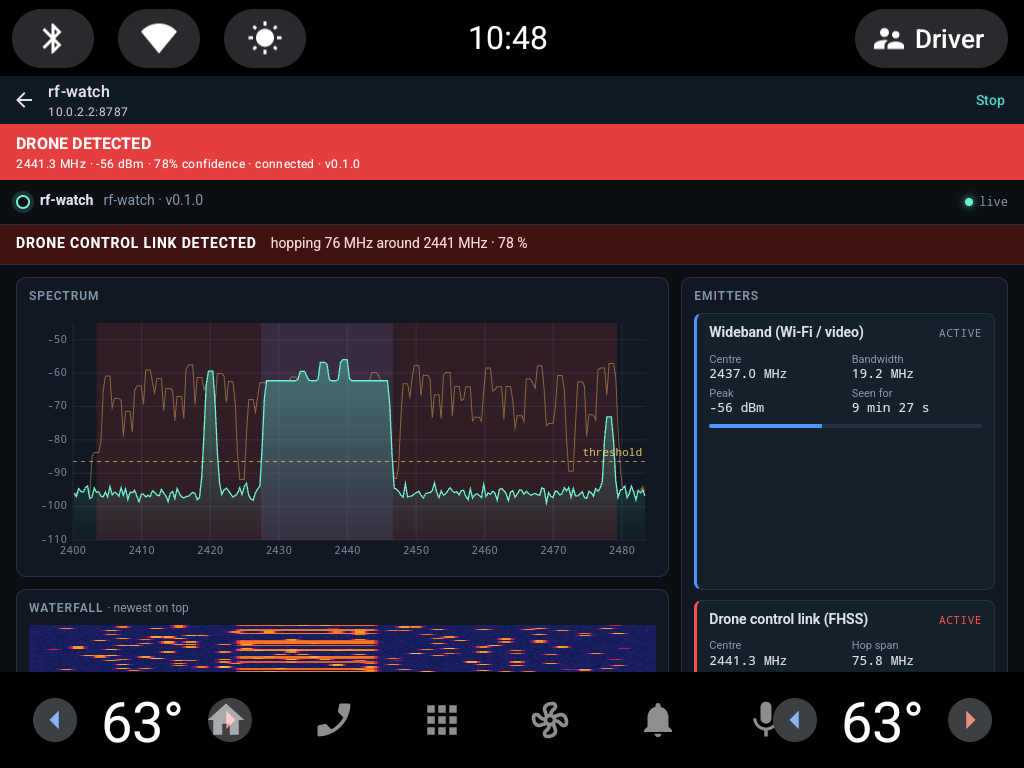 10:48
Driver
rf-watch
10.0.2.2:8787
Stop
DRONE DETECTED
2441.3 MHz · -56 dBm · 78% confidence · connected · v0.1.0
rf-watch rf-watch · v0.1.0
live
DRONE CONTROL LINK DETECTED hopping 76 MHz around 2441 MHz · 78 %
SPECTRUM
-50
-60
-70
-80
-90
-100
-110
threshold
2400 2410 2420 2430 2440 2450 2460 2470 2480
WATERFALL · newest on top
EMITTERS
Wideband (Wi-Fi / video) ACTIVE
Centre Bandwidth
2437.0 MHz 19.2 MHz
Peak Seen for
-56 dBm 9 min 27 s
Drone control link (FHSS) ACTIVE
Centre Hop span
2441.3 MHz 75.8 MHz
63° 63°